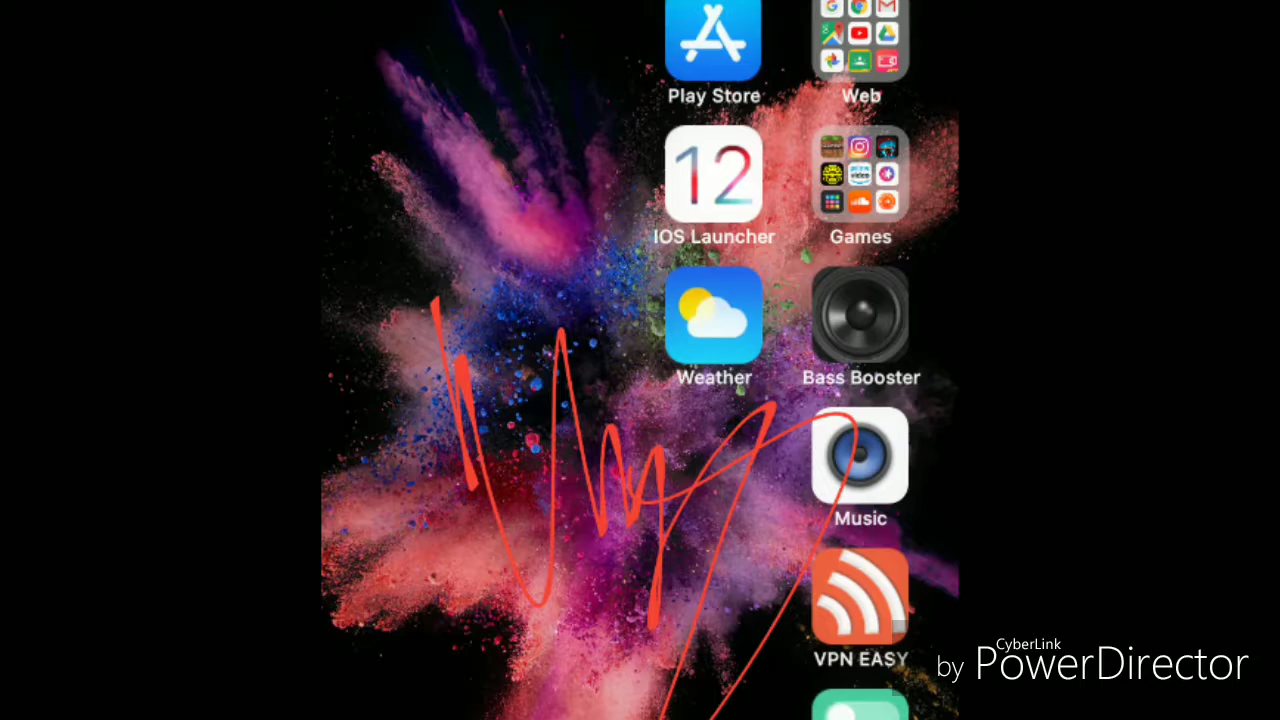 Play Store
Web
12
IOS Launcher
Games
Weather
Bass Booster
Music
VPN EASY
CyberLink
by PowerDirector